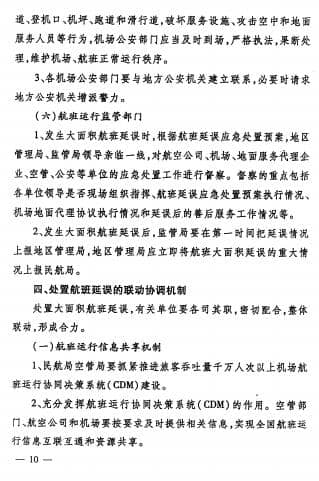 道、登机口、机坪、跑道和滑行道,破坏服务设施、攻击空中和地面
服务人员等行为,机场公安部门应当及时到场,严格执法,果断处
理,维护机场、航班正常运行秩序。
3、各机场公安部门要与地方公安机关建立联系,必要时请求
地方公安机关增派警力。
(六)航班运行监管部门
1、发生大面积航班延误时,根据航班延误应急处置预案,地区
管理局、监管局领导亲临一线,对航空公司、机场、地面服务代理企
业、空管、公安等单位的应急处置工作进行督察。督察的重点包括
各单位领导是否现场组织指挥、航班延误应急处置预案执行情况、
机场地面代理协议执行情况和延误后的善后服务工作情况等。
2、发生大面积航班延误后,监管局要在第一时间把延误情况
上报地区管理局,地区管理局应立即将航班大面积延误的重大情
况上报民航局。
四、处置航班延误的联动协调机制
处置大面积航班延误,有关单位要各司其职,密切配合,整体
联动,形成合力。
(一)航班运行信息共享机制
1、民航局空管局要抓紧推进旅客吞吐量千万人次以上机场航
班运行协同决策系统(CDM)建设。
2、充分发挥航班运行协同决策系统(CDM)的作用。空管部
门、航空公司和机场要按要求及时提供相关信息,实现全国航班运
行信息互联互通和资源共享。
— 10 —